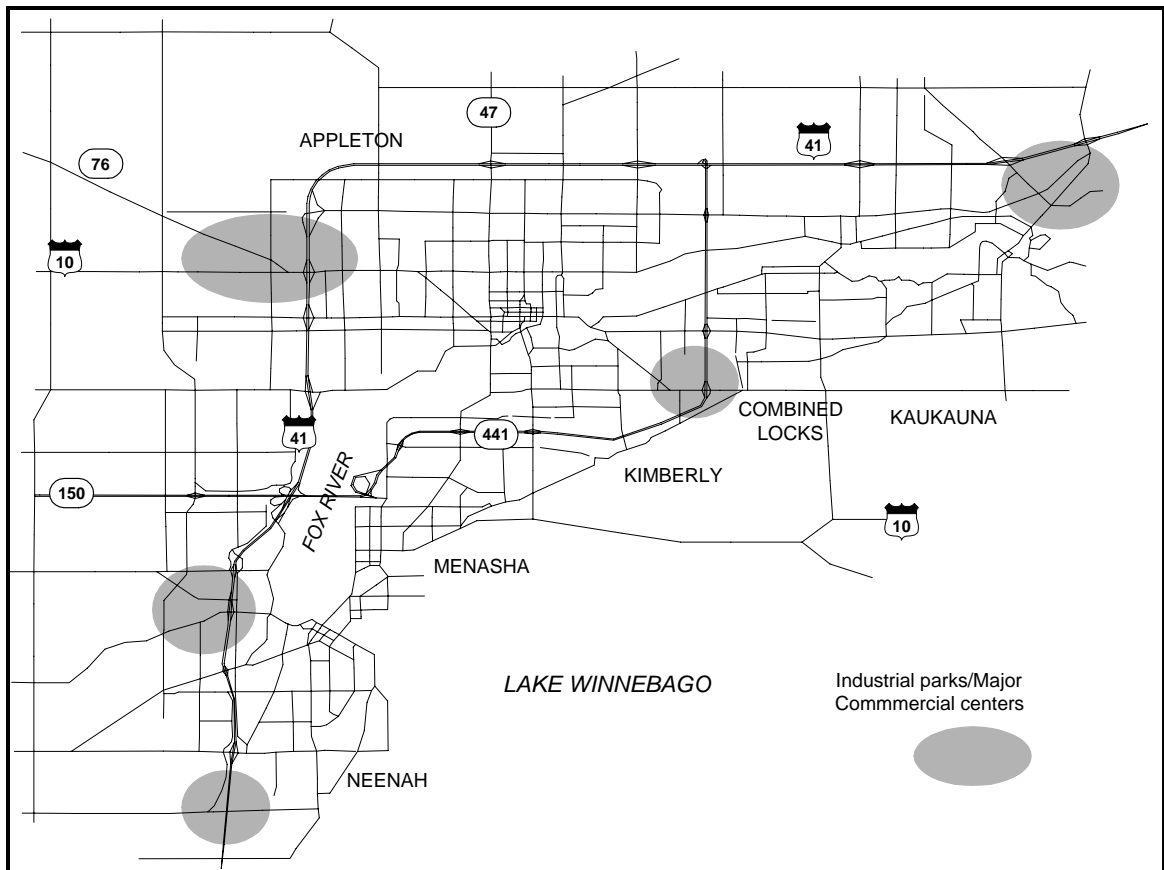 47
41
APPLETON
76
10
COMBINED
LOCKS
KAUKAUNA
41
441
KIMBERLY
150
FOX RIVER
10
MENASHA
LAKE WINNEBAGO
Industrial parks/Major
Commmercial centers
NEENAH